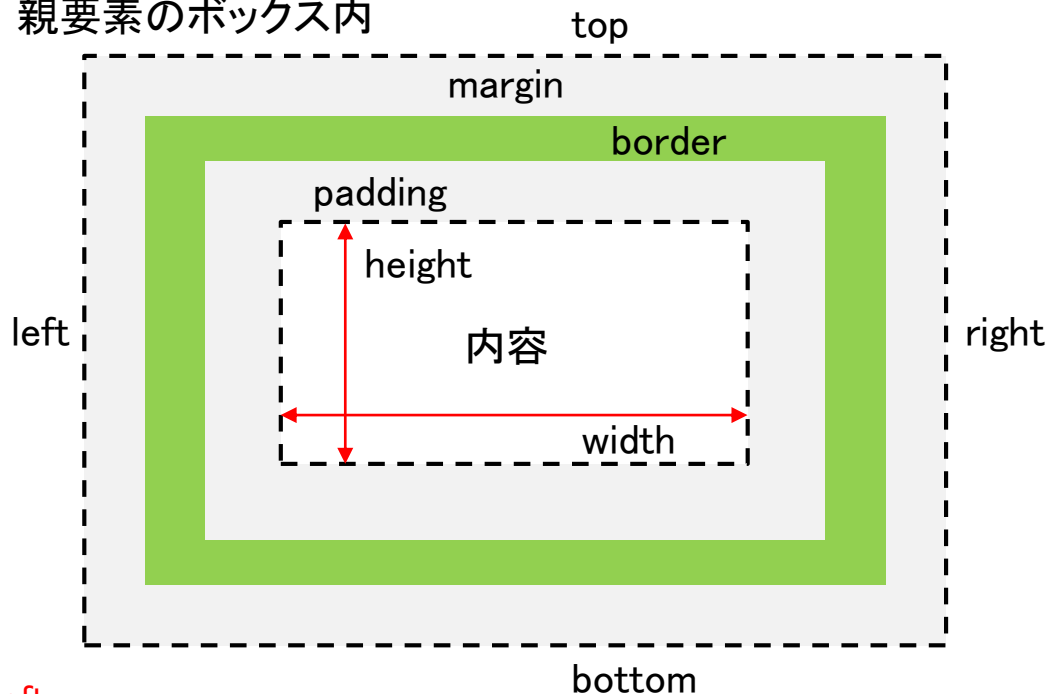 親要素のボックス内
top
margin
border
padding
height
left
内容
right
width
bottom